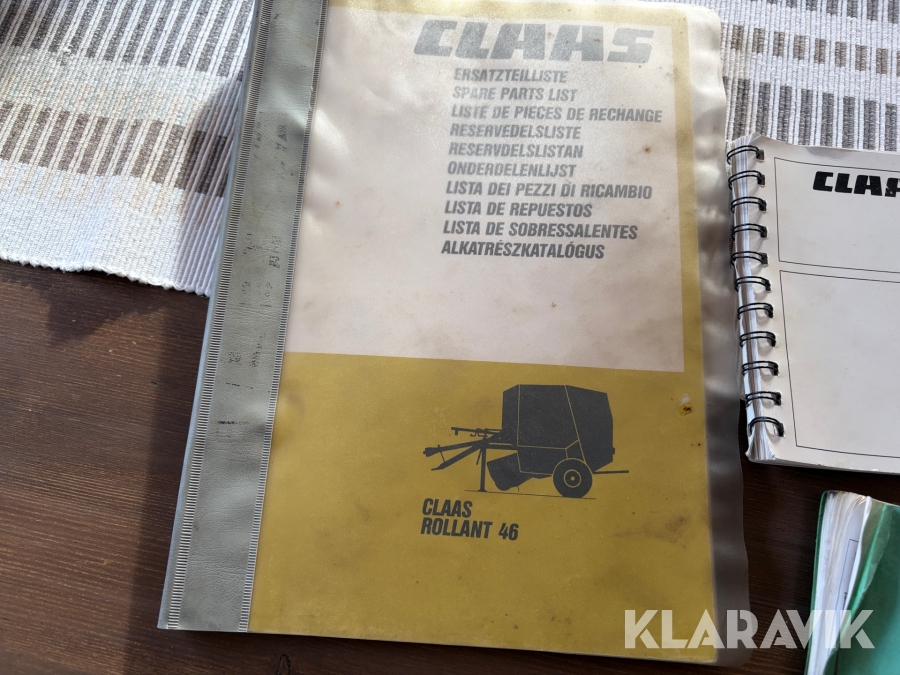 CLAAS
ERSATZTEILLISTE
SPARE PARTS LIST
LISTE DE PIECES DE RECHANGE
RESERVEDELSLISTE
RESERVDELSLISTAN
ONDERDELENLIJST
LISTA DEI PEZZI DI RICAMBIO
LISTA DE REPUESTOS
LISTA DE SOBRESSALENTES
ALKATRÉSZKATALÓGUS
CLAAS
ROLLANT 46
CLAA
KLARAVIK